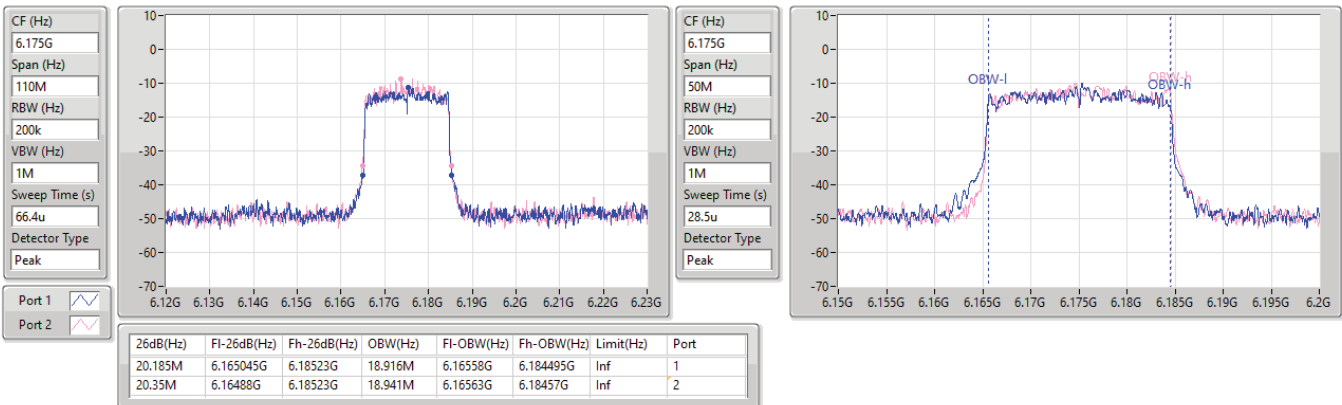 CF (Hz)
6.175G
Span (Hz)
110M
RBW (Hz)
200k
VBW (Hz)
1M
Sweep Time (s)
66.4u
Detector Type
Peak
Port 1
Port 2
10-
0-
-10-
-20-
-30-
-40-
-50-
-60-
-70-
6.12G 6.13G 6.14G 6.15G 6.16G 6.17G 6.18G 6.19G 6.2G 6.21G 6.22G 6.23G
CF (Hz)
6.175G
Span (Hz)
50M
RBW (Hz)
200k
VBW (Hz)
1M
Sweep Time (s)
28.5u
Detector Type
Peak
10-
0-
-10-
-20-
-30-
-40-
-50-
-60-
-70-
OBW-l
OBW-h
OBW-h
6.15G 6.155G 6.16G 6.165G 6.17G 6.175G 6.18G 6.185G 6.19G 6.195G 6.2G
26dB(Hz) Fl-26dB(Hz) Fh-26dB(Hz) OBW(Hz) Fl-OBW(Hz) Fh-OBW(Hz) Limit(Hz) Port
20.185M 6.165045G 6.18523G 18.916M 6.16558G 6.184495G Inf 1
20.35M 6.16488G 6.18523G 18.941M 6.16563G 6.18457G Inf 2